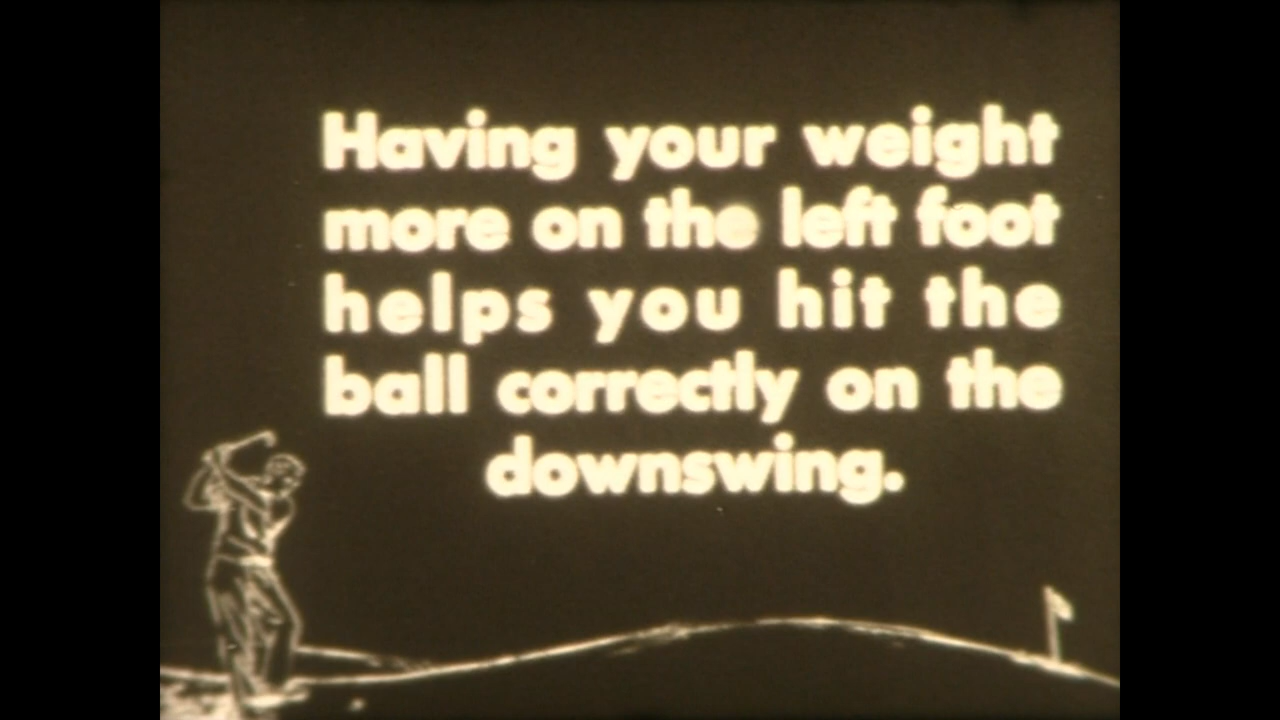 Having your weight
more on the left foot
helps you hit the
ball correctly on the
downswing.